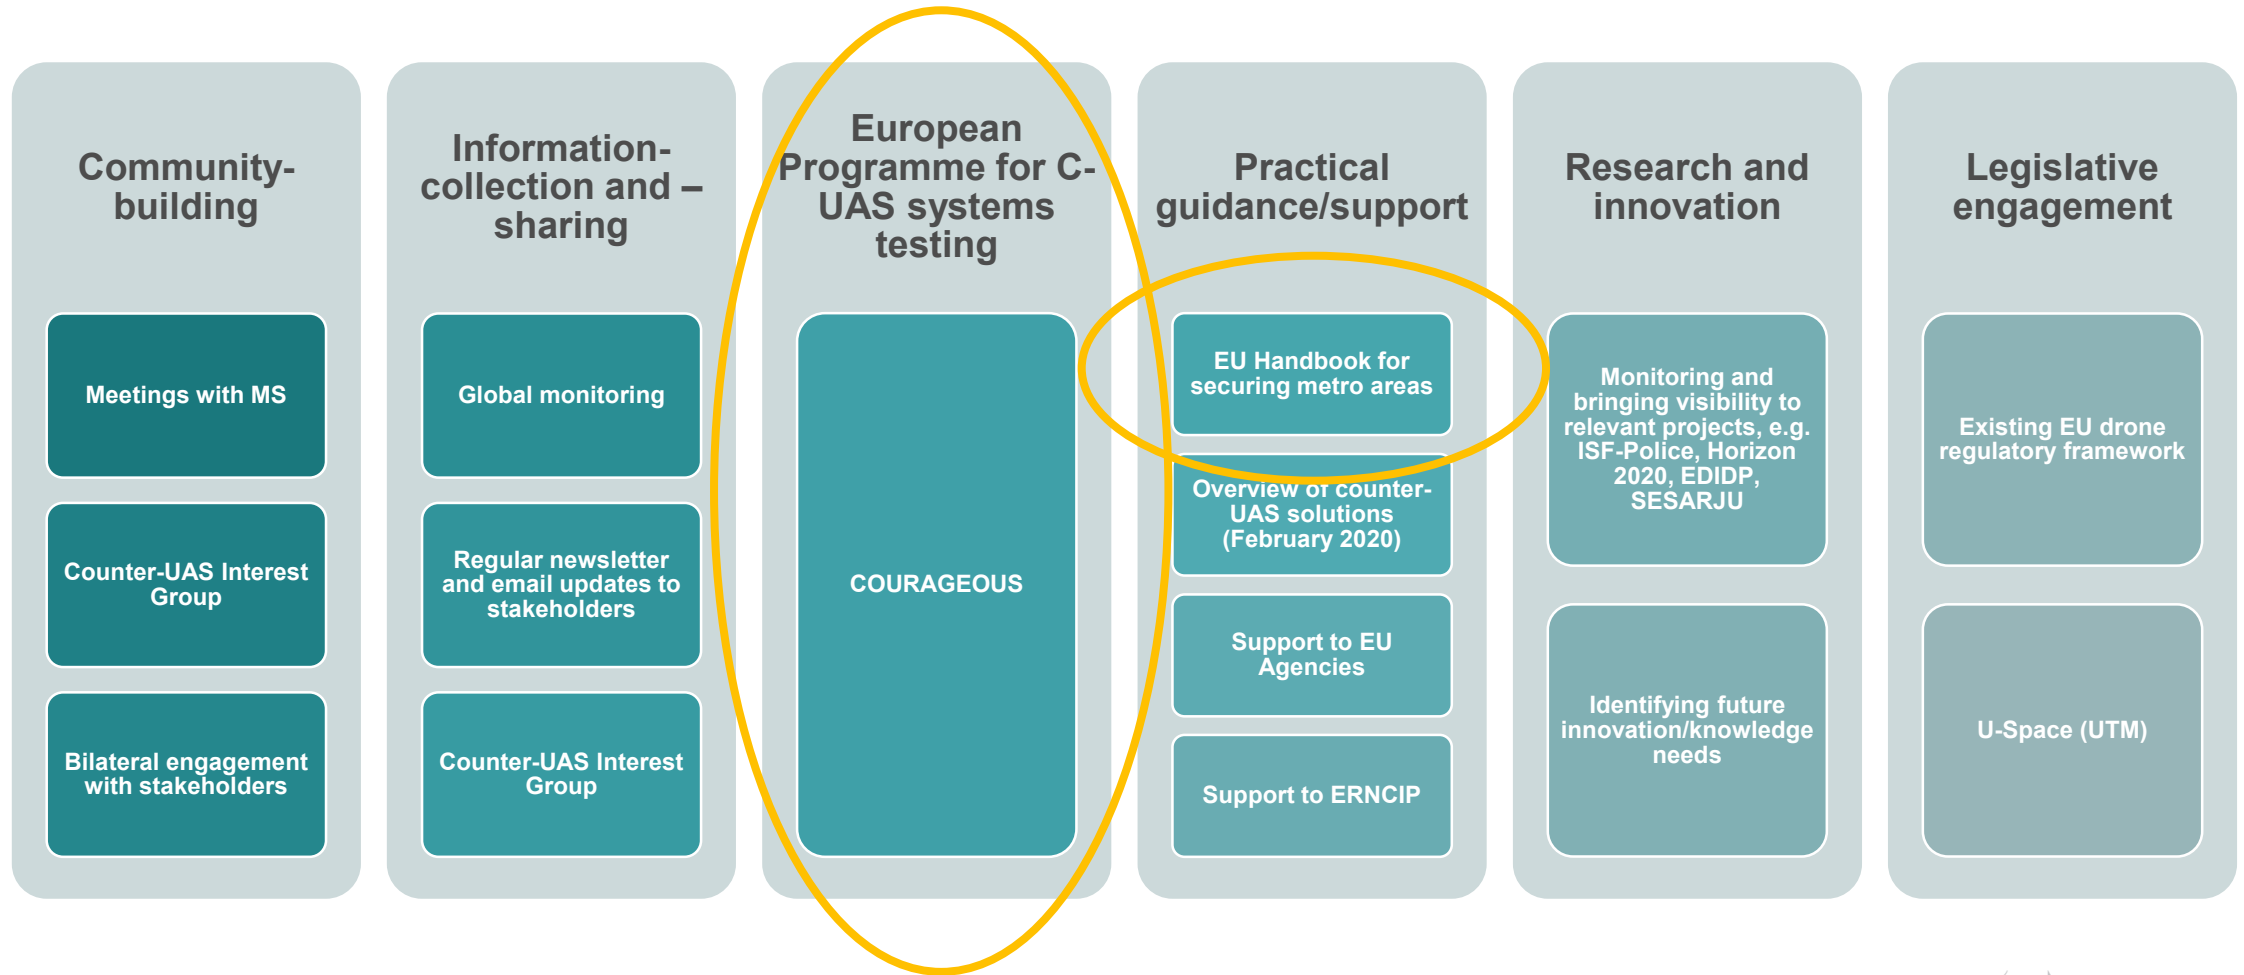 Community-
building
Meetings with MS
Counter-UAS Interest
Group
Bilateral engagement
with stakeholders
Information-
collection and –
sharing
Global monitoring
Regular newsletter
and email updates to
stakeholders
Counter-UAS Interest
Group
European
Programme for C-
UAS systems
testing
COURAGEOUS
Practical
guidance/support
EU Handbook for
securing metro areas
Overview of counter-
UAS solutions
(February 2020)
Support to EU
Agencies
Support to ERNCIP
Research and
innovation
Monitoring and
bringing visibility to
relevant projects, e.g.
ISF-Police, Horizon
2020, EDIDP,
SESARJU
Identifying future
innovation/knowledge
needs
Legislative
engagement
Existing EU drone
regulatory framework
U-Space (UTM)